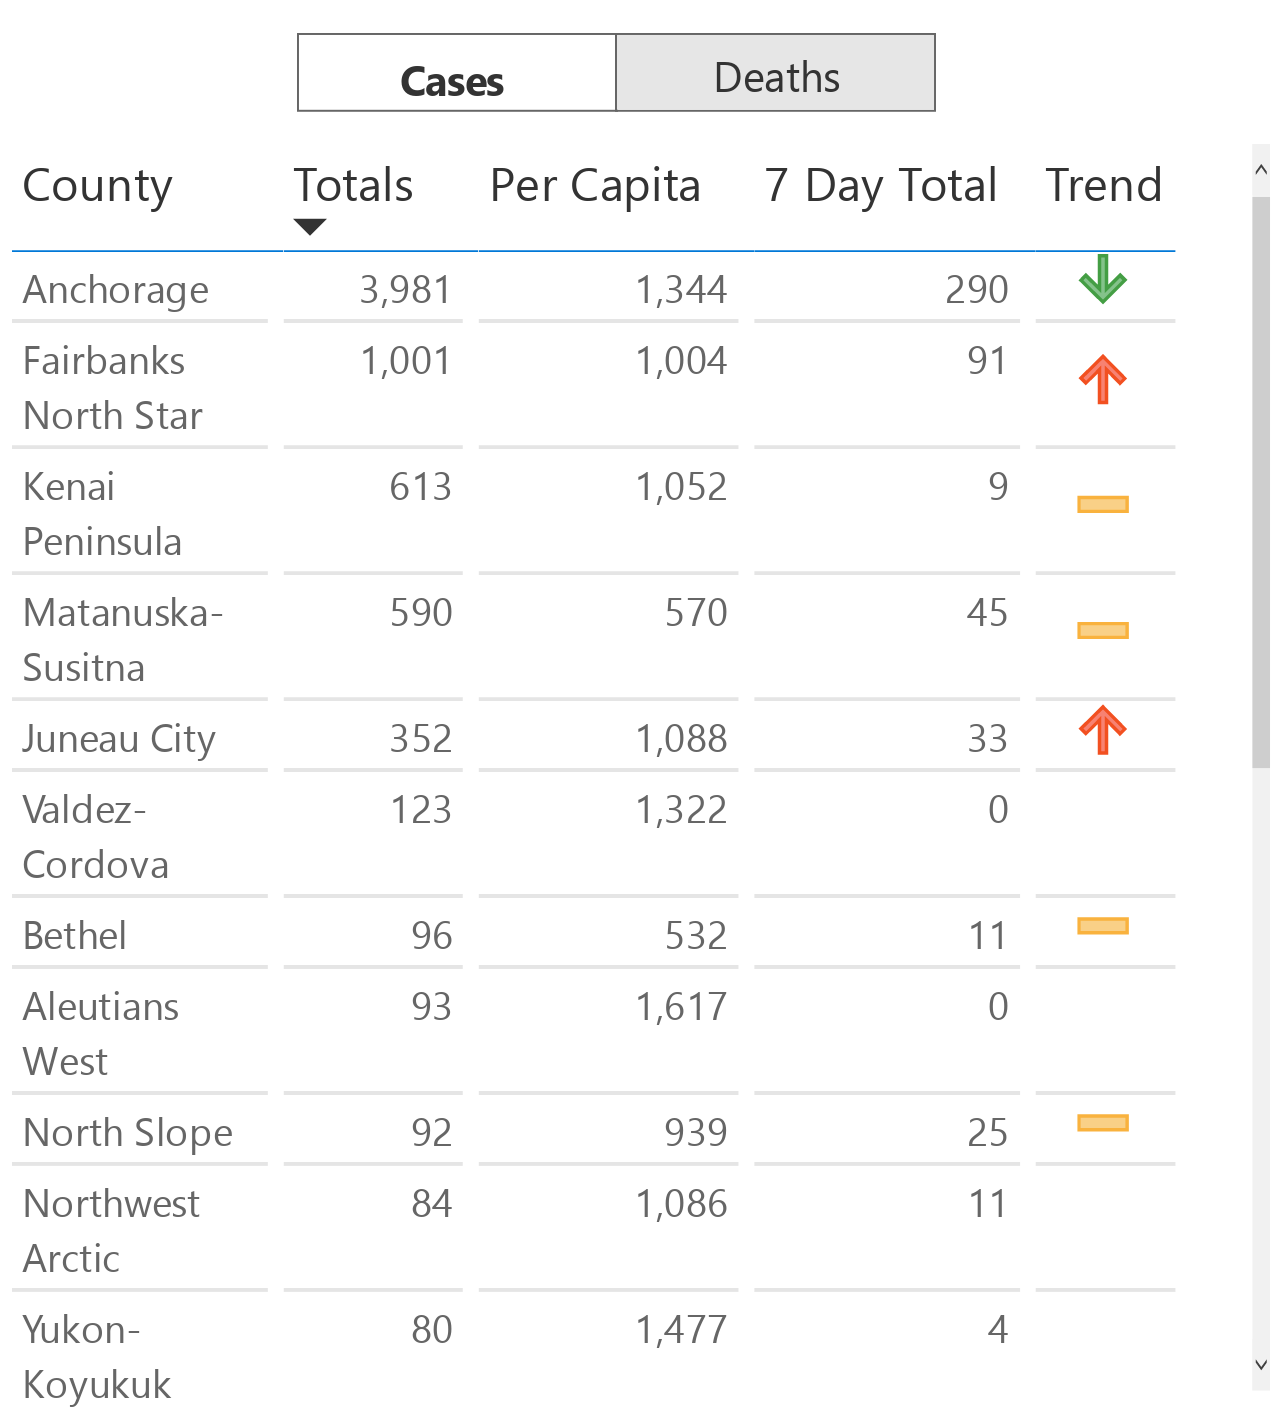 Cases Deaths
County Totals Per Capita 7 Day Total Trend
Anchorage 3,981 1,344 290
Fairbanks 1,001 1,004 91
North Star
Kenai 613 1,052 9
Peninsula
Matanuska- 590 570 45
Susitna
Juneau City 352 1,088 33
Valdez- 123 1,322 0
Cordova
Bethel 96 532 11
Aleutians 93 1,617 0
West
North Slope 92 939 25
Northwest 84 1,086 11
Arctic
Yukon- 80 1,477 4
Koyukuk